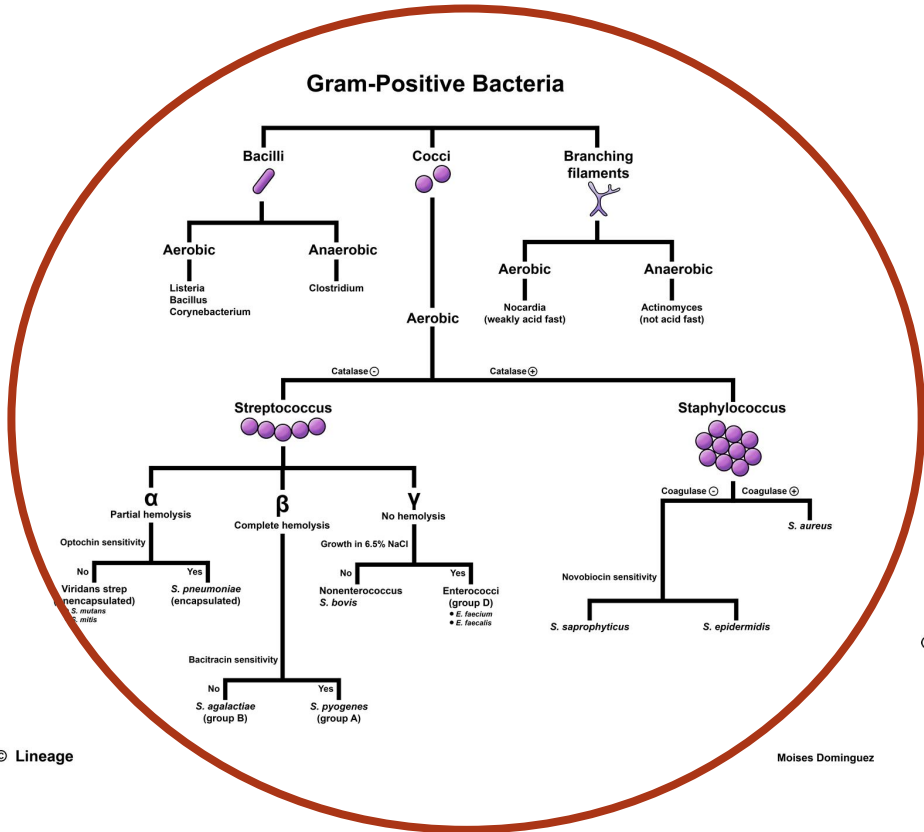 Gram-Positive Bacteria
Bacilli
Cocci
Branching
filaments
Aerobic
Anaerobic
Aerobic
Anaerobic
Listeria
Bacillus
Corynebacterium
Clostridium
Nocardia
(weakly acid fast)
Actinomyces
(not acid fast)
Aerobic
Catalase ⊖
Catalase ⊕
Streptococcus
Staphylococcus
α
Partial hemolysis
β
Complete hemolysis
γ
No hemolysis
Coagulase ⊖
Coagulase ⊕
S. aureus
Optochin sensitivity
Growth in 6.5% NaCl
No
Yes
No
Yes
Viridans strep
(unencapsulated)
S. mutans
S. mitis
S. pneumoniae
(encapsulated)
Nonenterococcus
S. bovis
Enterococci
(group D)
• E. faecium
• E. faecalis
Novobiocin sensitivity
S. saprophyticus
S. epidermidis
Bacitracin sensitivity
No
Yes
S. agalactiae
(group B)
S. pyogenes
(group A)
© Lineage
Moises Dominguez